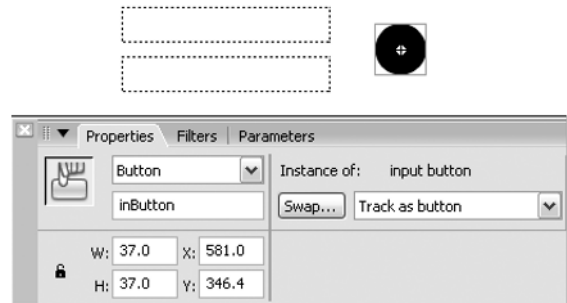 Properties Filters Parameters
Button Instance of: input button
inButton Swap... Track as button
W: 37.0 X: 581.0
H: 37.0 Y: 346.4